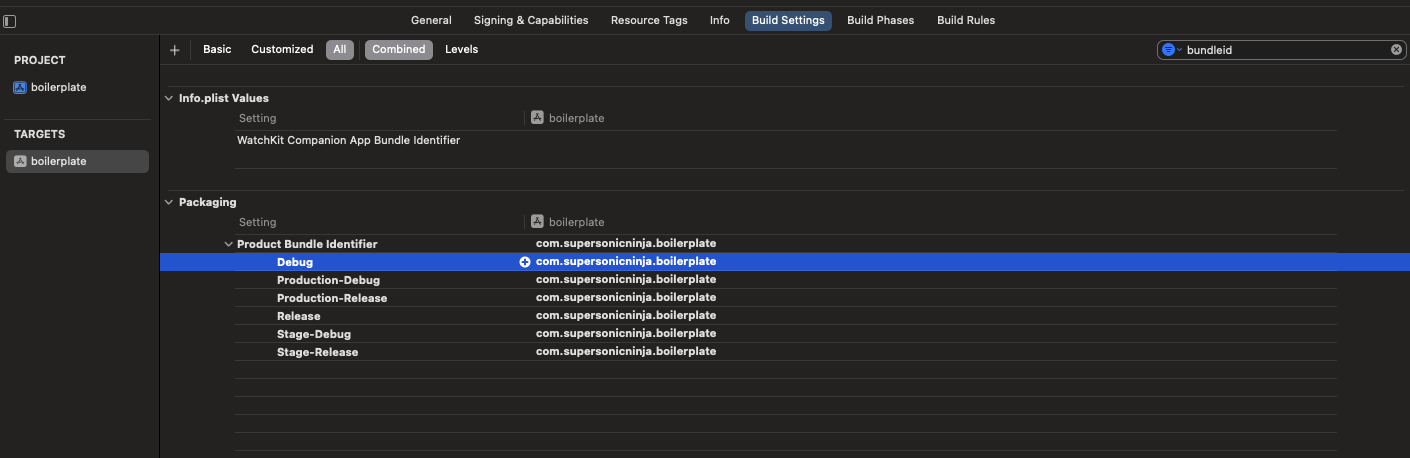 General Signing & Capabilities Resource Tags Info Build Settings Build Phases Build Rules
PROJECT
boilerplate
TARGETS
boilerplate
Basic Customized All Combined Levels
bundleid
Info.plist Values
Setting boilerplate
WatchKit Companion App Bundle Identifier
Packaging
Setting boilerplate
Product Bundle Identifier com.supersonicninja.boilerplate
Debug com.supersonicninja.boilerplate
Production-Debug com.supersonicninja.boilerplate
Production-Release com.supersonicninja.boilerplate
Release com.supersonicninja.boilerplate
Stage-Debug com.supersonicninja.boilerplate
Stage-Release com.supersonicninja.boilerplate